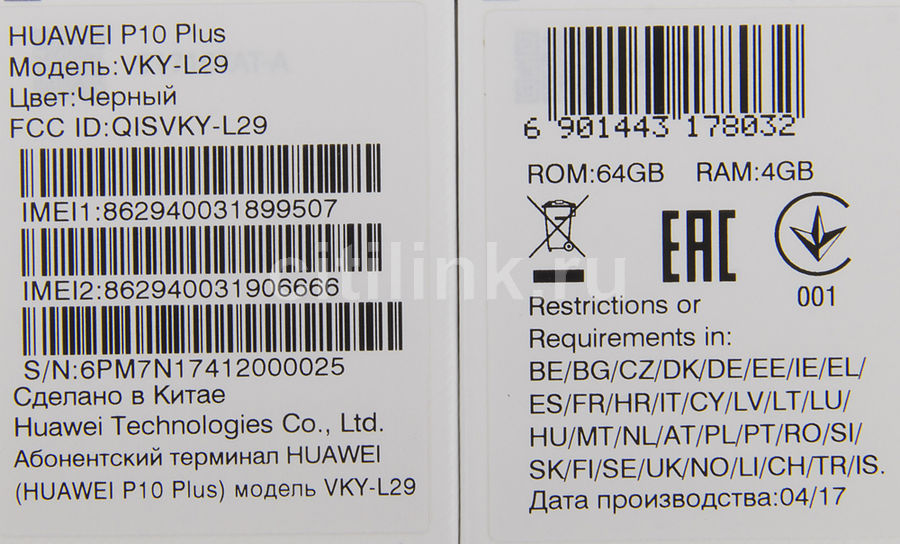 HUAWEI P10 Plus
Модель:VKY-L29
Цвет:Черный
FCC ID:QISVKY-L29
IMEI1:862940031899507
IMEI2:862940031906666
S/N:6PM7N17412000025
Сделано в Китае
Huawei Technologies Co., Ltd.
Абонентский терминал HUAWEI
(HUAWEI P10 Plus) модель VKY-L29
6 901443 178032
ROM:64GB RAM:4GB
EAC
001
citilink.ru
Restrictions or
Requirements in:
BE/BG/CZ/DK/DE/EE/IE/EL/
ES/FR/HR/IT/CY/LV/LT/LU/
HU/MT/NL/AT/PL/PT/RO/SI/
SK/FI/SE/UK/NO/LI/CH/TR/IS.
Дата производства:04/17